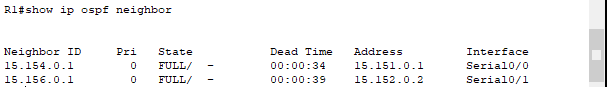 R1#show ip ospf neighbor
Neighbor ID Pri State Dead Time Address Interface
15.154.0.1 0 FULL/ - 00:00:34 15.151.0.1 Serial0/0
15.156.0.1 0 FULL/ - 00:00:39 15.152.0.2 Serial0/1